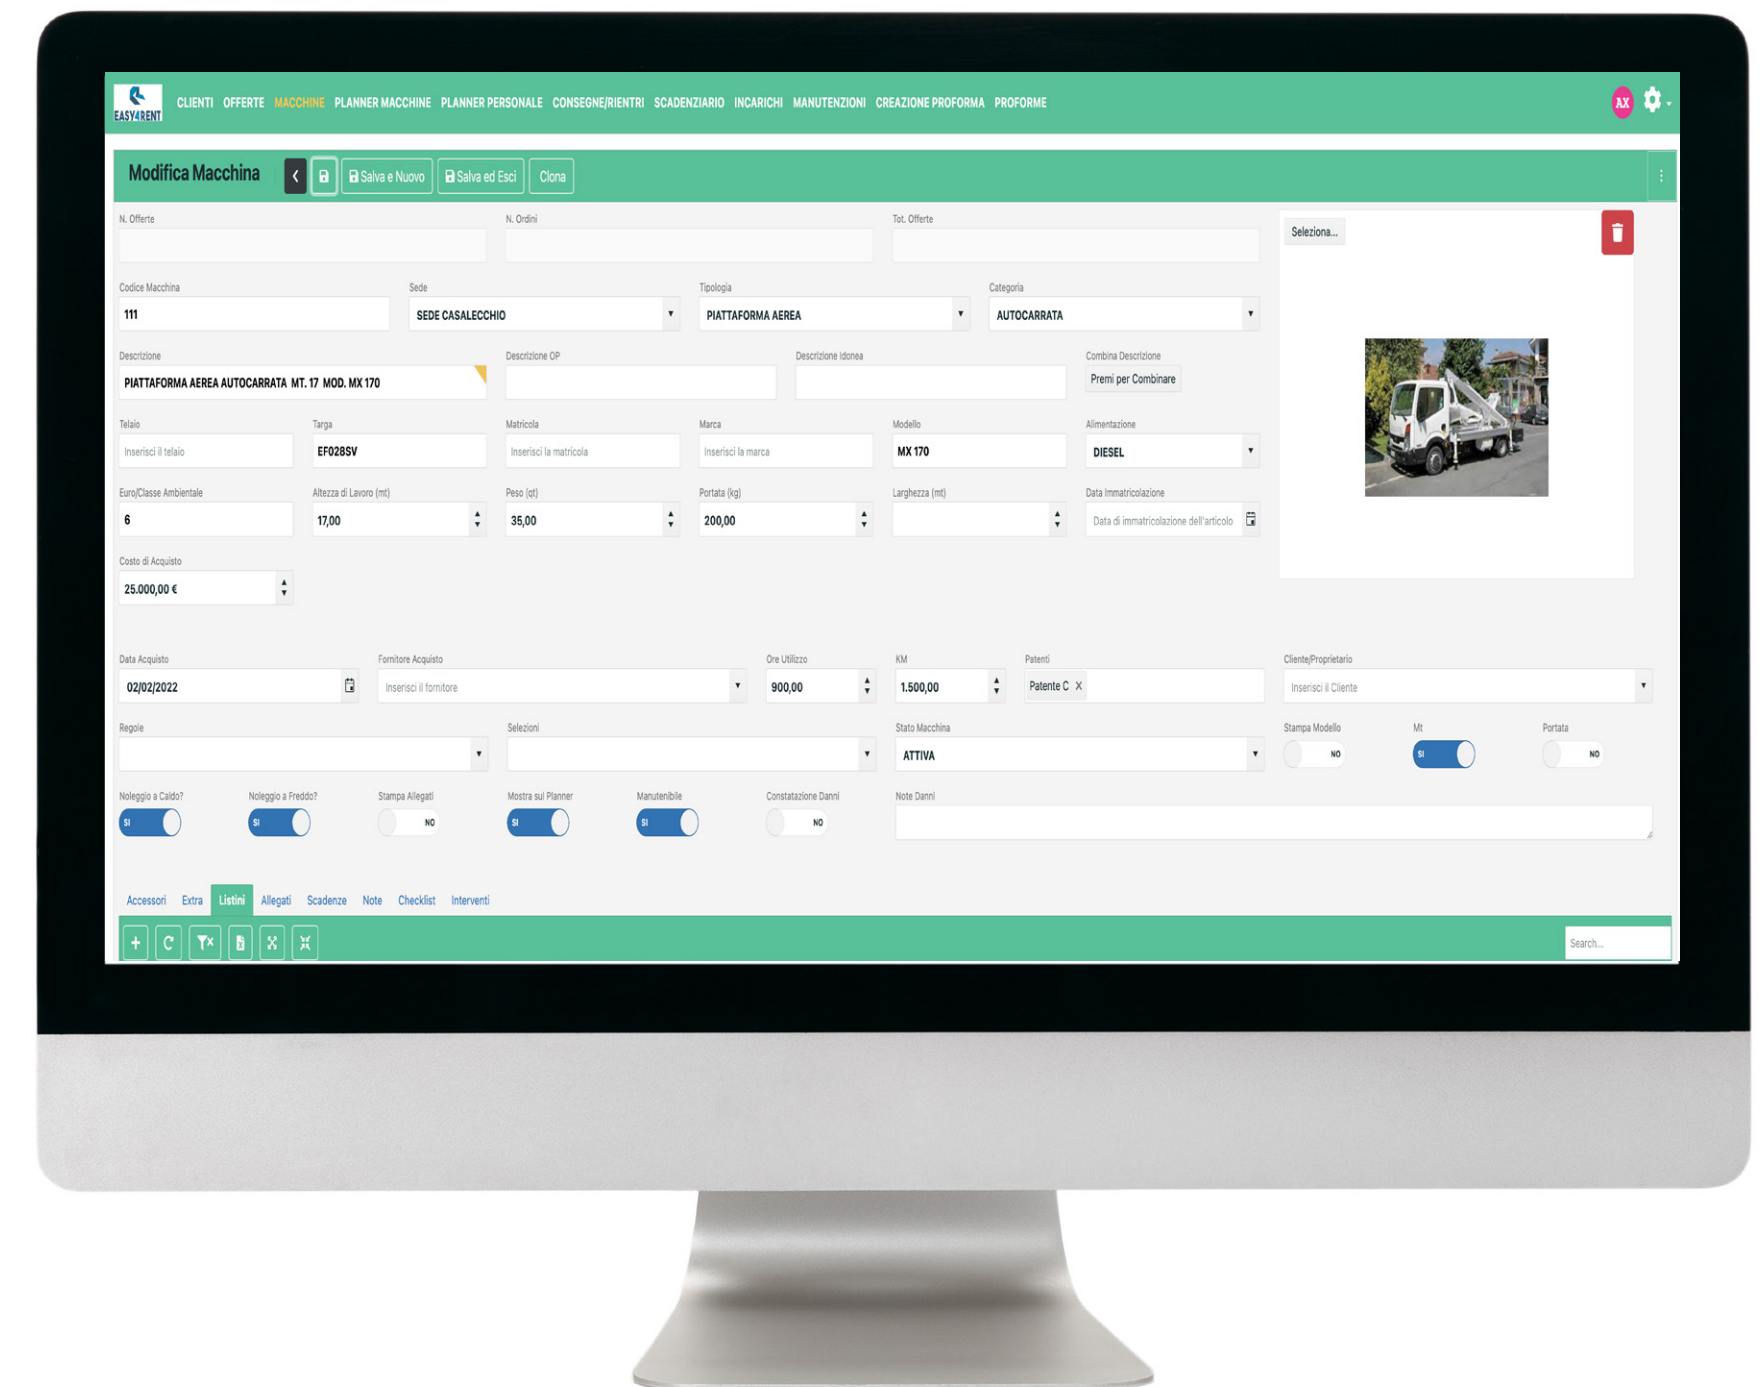 EASY4RENT
CLIENTI OFFERTE MACCHINE PLANNER MACCHINE PLANNER PERSONALE CONSEGNE/RIENTRI SCADENZIARIO INCARICHI MANUTENZIONI CREAZIONE PROFORMA PROFORME AX
Modifica Macchina Salva e Nuovo Salva ed Esci Clona
N. Offerte N. Ordini Tot. Offerte
Seleziona...
Codice Macchina Sede Tipologia Categoria
111 SEDE CASALECCHIO PIATTAFORMA AEREA AUTOCARRATA
Descrizione Descrizione OP Descrizione Idonea Combina Descrizione
PIATTAFORMA AEREA AUTOCARRATA MT. 17 MOD. MX 170 Premi per Combinare
Telaio Targa Matricola Marca Modello Alimentazione
Inserisci il telaio EF028SV Inserisci la matricola Inserisci la marca MX 170 DIESEL
Euro/Classe Ambientale Altezza di Lavoro (mt) Peso (qt) Portata (kg) Larghezza (mt) Data Immatricolazione
6 17,00 35,00 200,00 Data di immatricolazione dell'articolo
Costo di Acquisto
25.000,00 €
Data Acquisto Fornitore Acquisto Ore Utilizzo KM Patenti Cliente/Proprietario
02/02/2022 Inserisci il fornitore 900,00 1.500,00 Patente C X Inserisci il Cliente
Regole Selezioni Stato Macchina Stampa Modello Mt Portata
ATTIVA NO SI NO
Noleggio a Caldo? Noleggio a Freddo? Stampa Allegati Mostra sul Planner Manutenibile Constatazione Danni Note Danni
SI SI NO SI SI NO
Accessori Extra Listini Allegati Scadenze Note Checklist Interventi
Search...